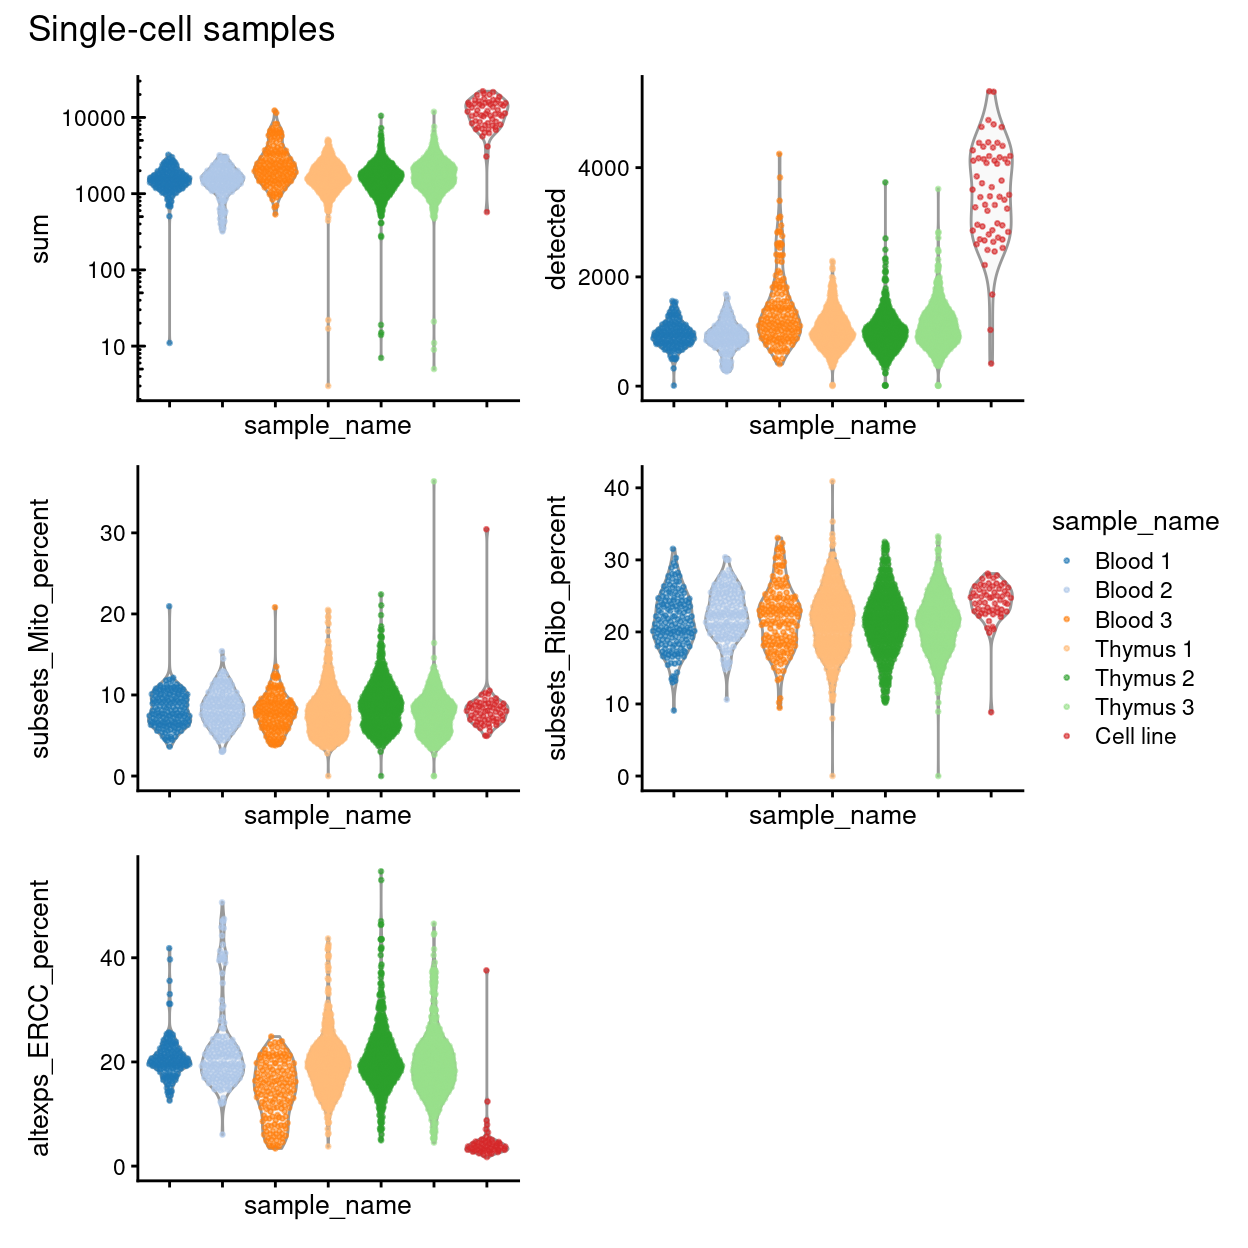 Single-cell samples
sum
10000
1000
100
10
sample_name
detected
4000
2000
0
sample_name
subsets_Mito_percent
30
20
10
0
sample_name
subsets_Ribo_percent
40
30
20
10
0
sample_name
sample_name
Blood 1
Blood 2
Blood 3
Thymus 1
Thymus 2
Thymus 3
Cell line
altexps_ERCC_percent
40
20
0
sample_name